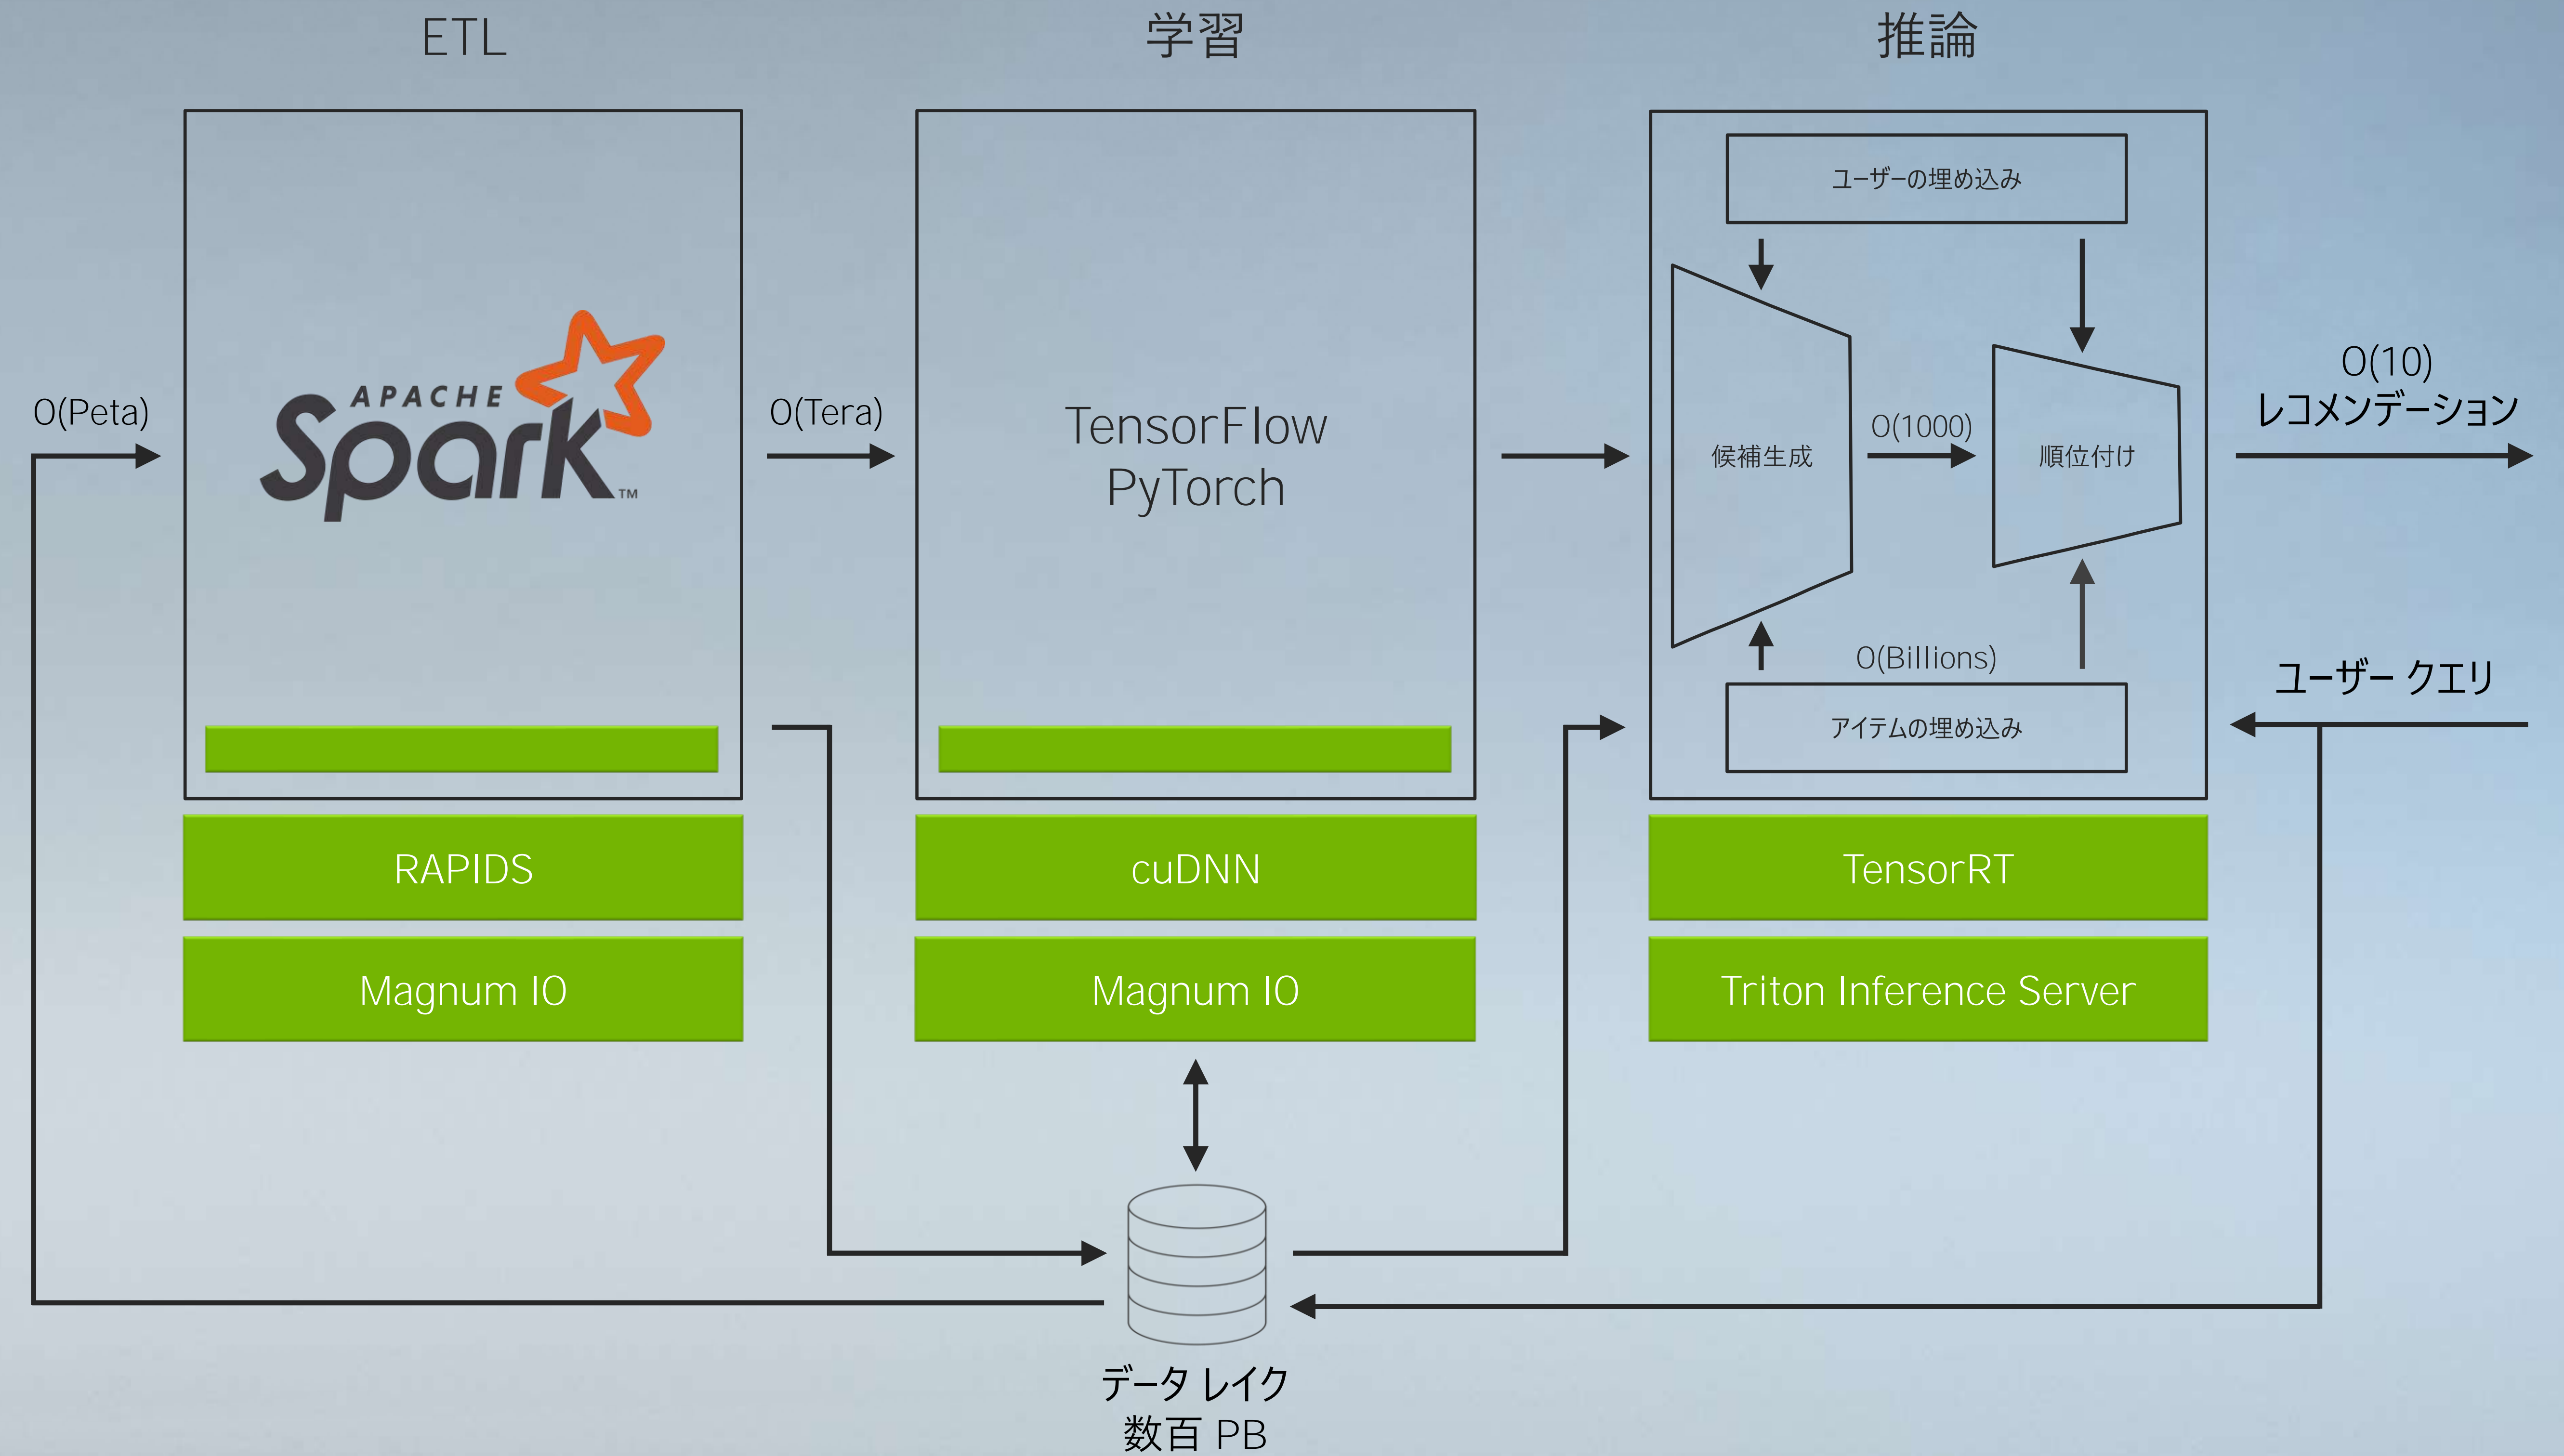 ETL
学習
推論
ユーザーの埋め込み
O(Peta)
APACHE
Spark™
O(Tera)
TensorFlow
PyTorch
候補生成
O(1000)
順位付け
O(10)
レコメンデーション
O(Billions)
アイテムの埋め込み
ユーザー クエリ
RAPIDS
cuDNN
TensorRT
Magnum IO
Magnum IO
Triton Inference Server
データ レイク
数百 PB